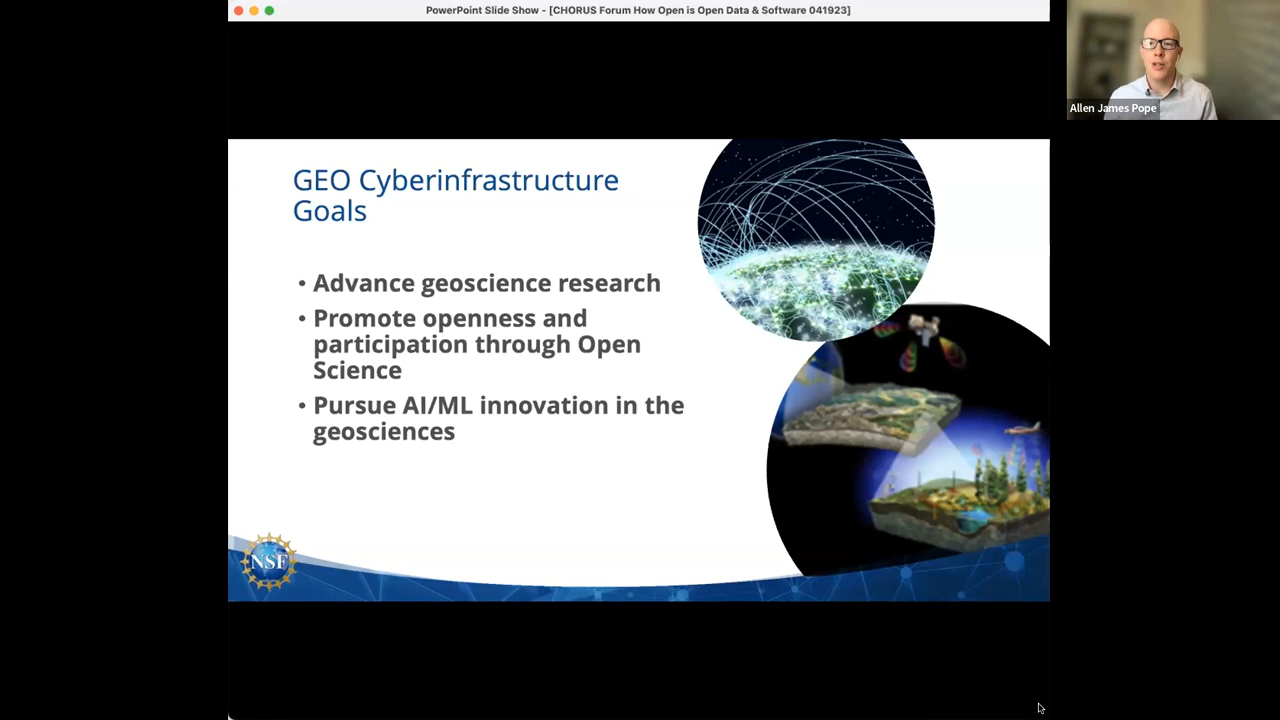 PowerPoint Slide Show - [CHORUS Forum How Open is Open Data & Software 041923]
Allen James Pope
GEO Cyberinfrastructure
Goals
• Advance geoscience research
• Promote openness and
participation through Open
Science
• Pursue AI/ML innovation in the
geosciences
NSF